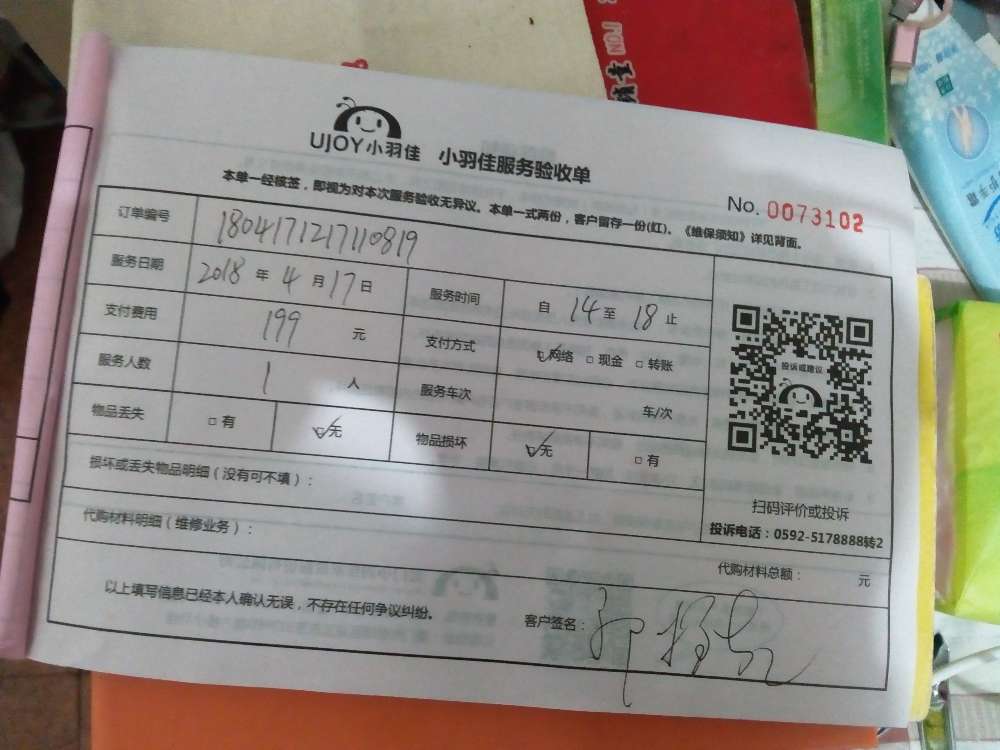 UJOY小羽佳 小羽佳服务验收单
本单一经核签，即视为对本次服务验收无异议。本单一式两份，客户留存一份(红)。《维保须知》详见背面。
No. 0073102
订单编号 1804171217110819
服务日期 2018 年 4 月 17 日 服务时间 自 14 至 18 止
支付费用 199 元 支付方式 ☑网络 □现金 □转账
服务人数 1 人 服务车次 车/次
物品丢失 □有 ☑无 物品损坏 ☑无 □有
投诉或建议
扫码评价或投诉
投诉电话：0592-5178888转2
损坏或丢失物品明细（没有可不填）：
代购材料明细（维修业务）：
代购材料总额： 元
以上填写信息已经本人确认无误，不存在任何争议纠纷。 客户签名：